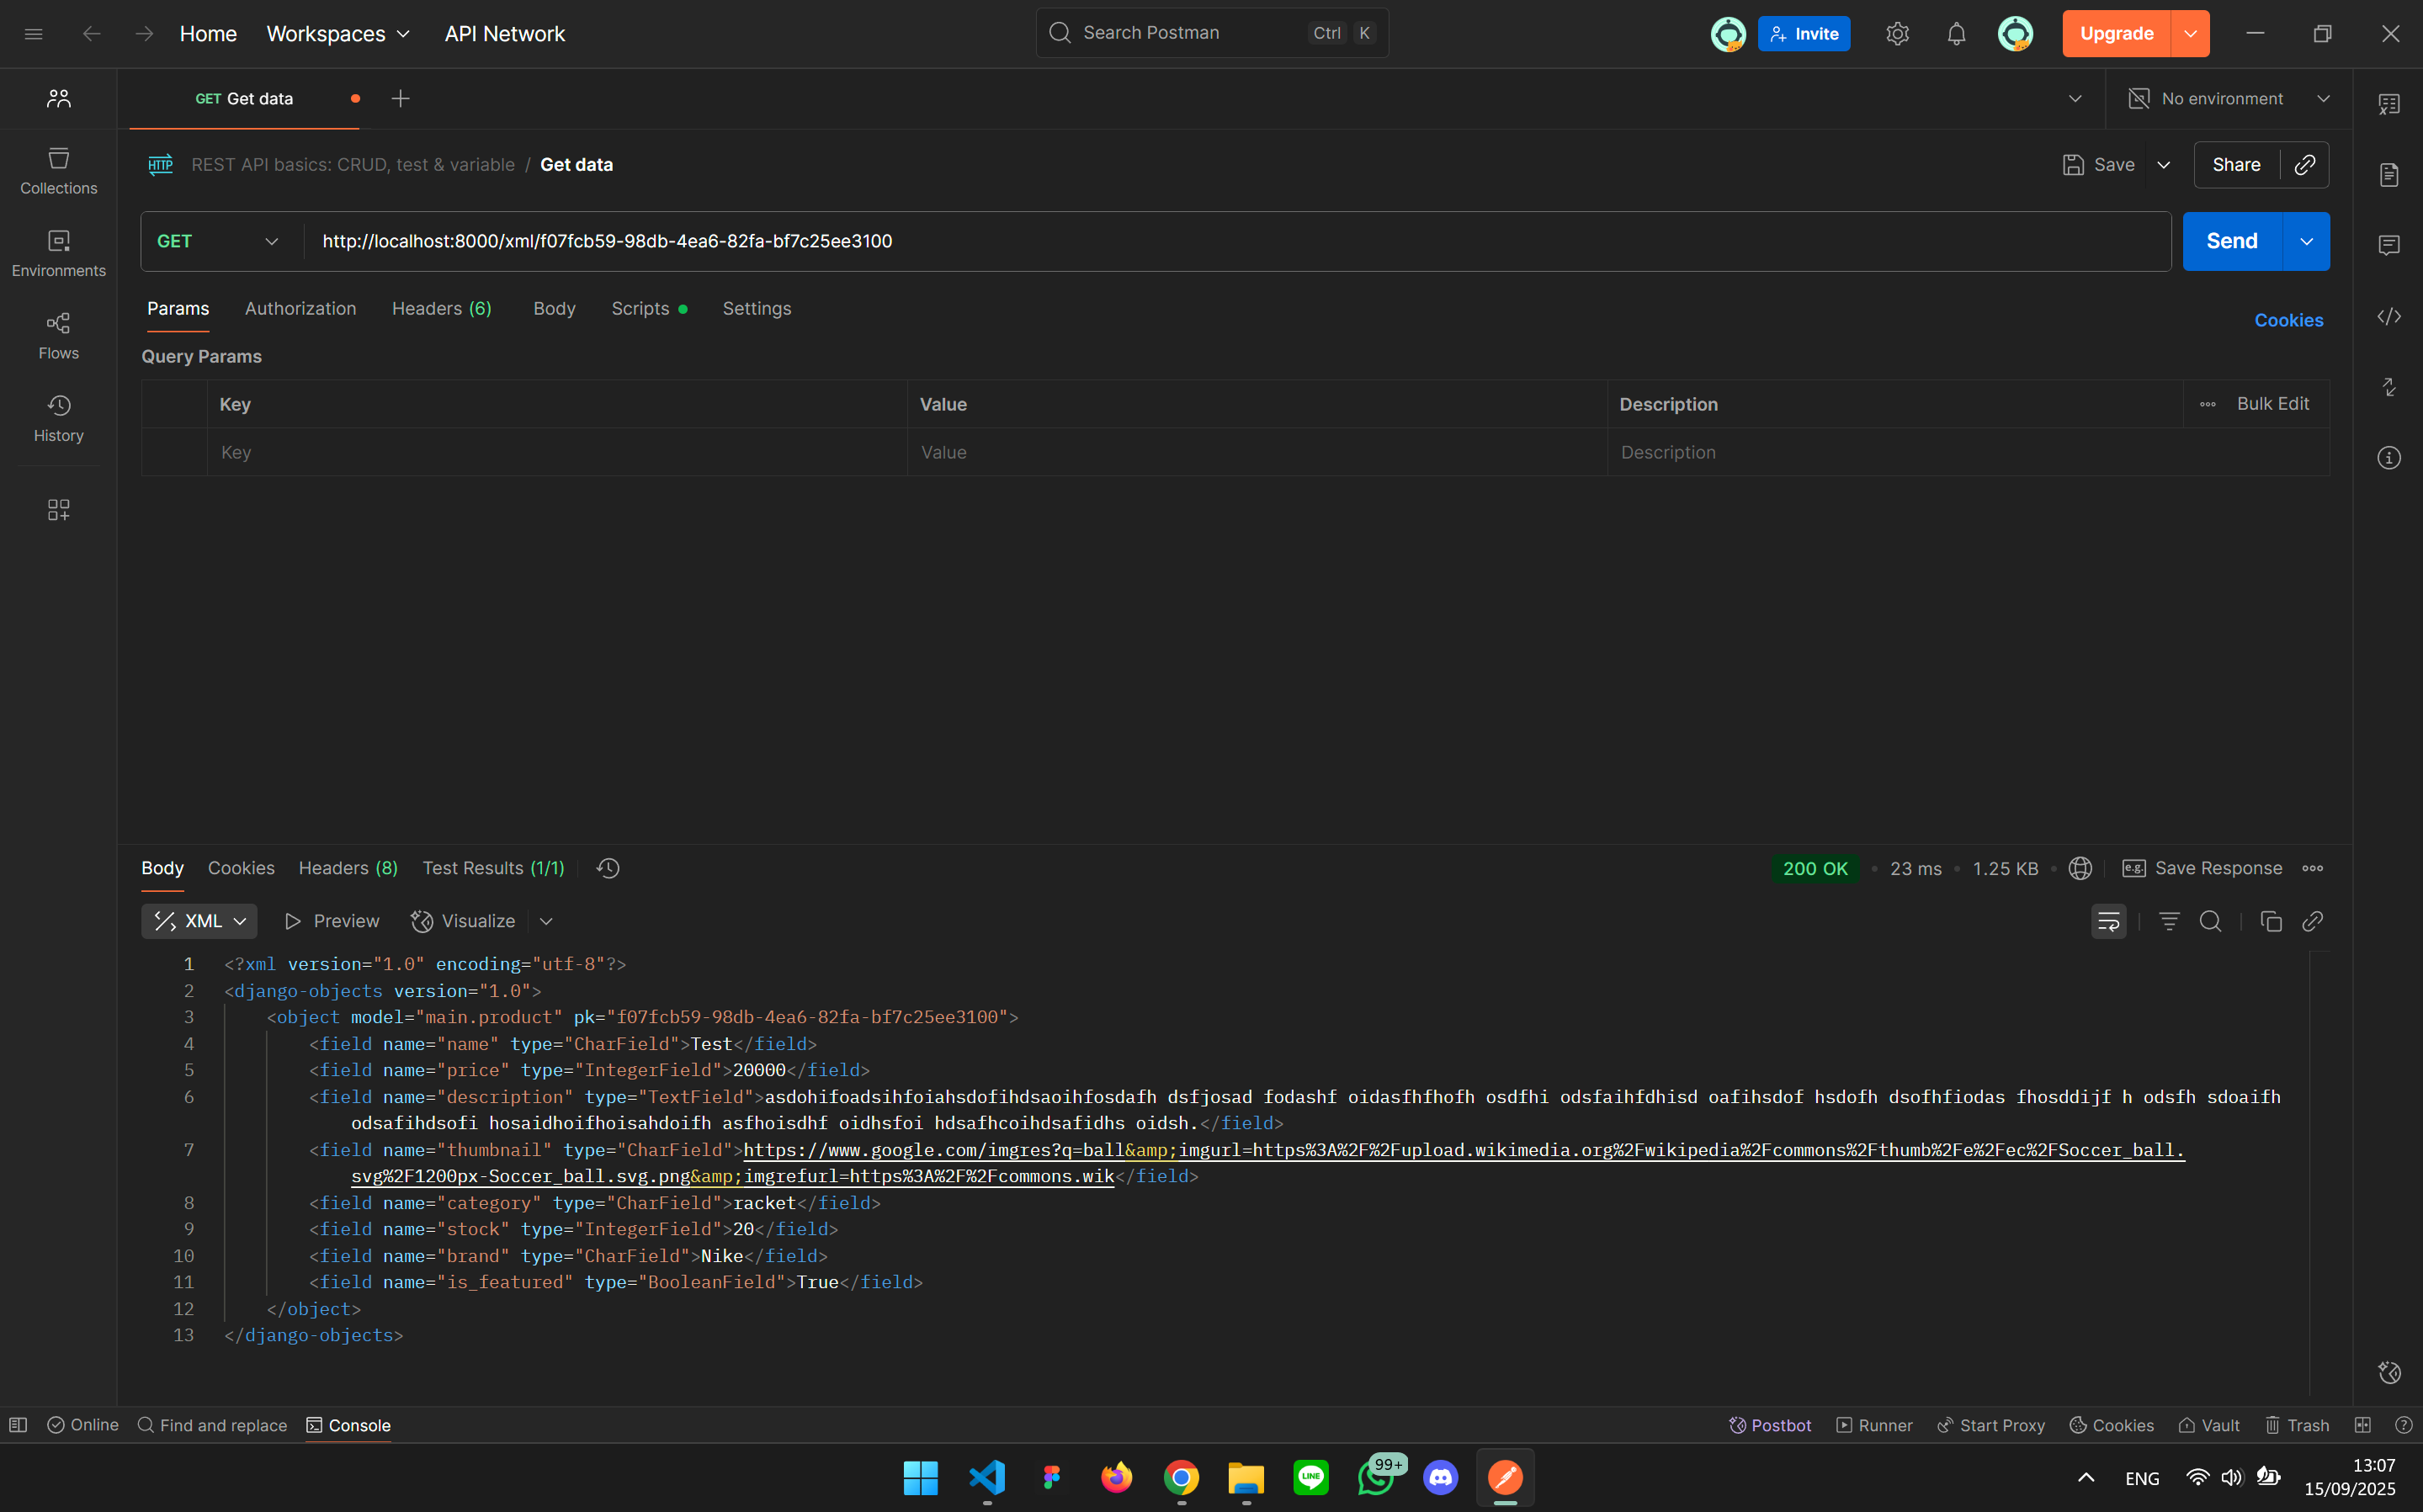 Home Workspaces API Network Search Postman Ctrl K Invite Upgrade
GET Get data No environment
REST API basics: CRUD, test & variable / Get data Save Share
GET http://localhost:8000/xml/f07fcb59-98db-4ea6-82fa-bf7c25ee3100 Send
Collections
Environments
Flows
History
Params Authorization Headers (6) Body Scripts Settings Cookies
Query Params
Key Value Description Bulk Edit
Key Value Description
Body Cookies Headers (8) Test Results (1/1) 200 OK 23 ms 1.25 KB e.g. Save Response
XML Preview Visualize
1 <?xml version="1.0" encoding="utf-8"?>
2 <django-objects version="1.0">
3 <object model="main.product" pk="f07fcb59-98db-4ea6-82fa-bf7c25ee3100">
4 <field name="name" type="CharField">Test</field>
5 <field name="price" type="IntegerField">20000</field>
6 <field name="description" type="TextField">asdohifoadsihfoiahsdofihdsaoihfosdafh dsfjosad fodashf oidasfhfhofh osdfhi odsfaihfdhisd oafihsdof hsdofh dsofhfiodas fhosddijf h odsfh sdoaifh
odsafihdsofi hosaidhoifhoisahdoifh asfhoisdhf oidhsfoi hdsafhcoihdsafidhs oidsh.</field>
7 <field name="thumbnail" type="CharField">https://www.google.com/imgres?q=ball&amp;imgurl=https%3A%2F%2Fupload.wikimedia.org%2Fwikipedia%2Fcommons%2Fthumb%2Fe%2Fec%2FSoccer_ball.
svg%2F1200px-Soccer_ball.svg.png&amp;imgrefurl=https%3A%2F%2Fcommons.wik</field>
8 <field name="category" type="CharField">racket</field>
9 <field name="stock" type="IntegerField">20</field>
10 <field name="brand" type="CharField">Nike</field>
11 <field name="is_featured" type="BooleanField">True</field>
12 </object>
13 </django-objects>
Online Find and replace Console Postbot Runner Start Proxy Cookies Vault Trash
LINE 99+ ENG 13:07
15/09/2025